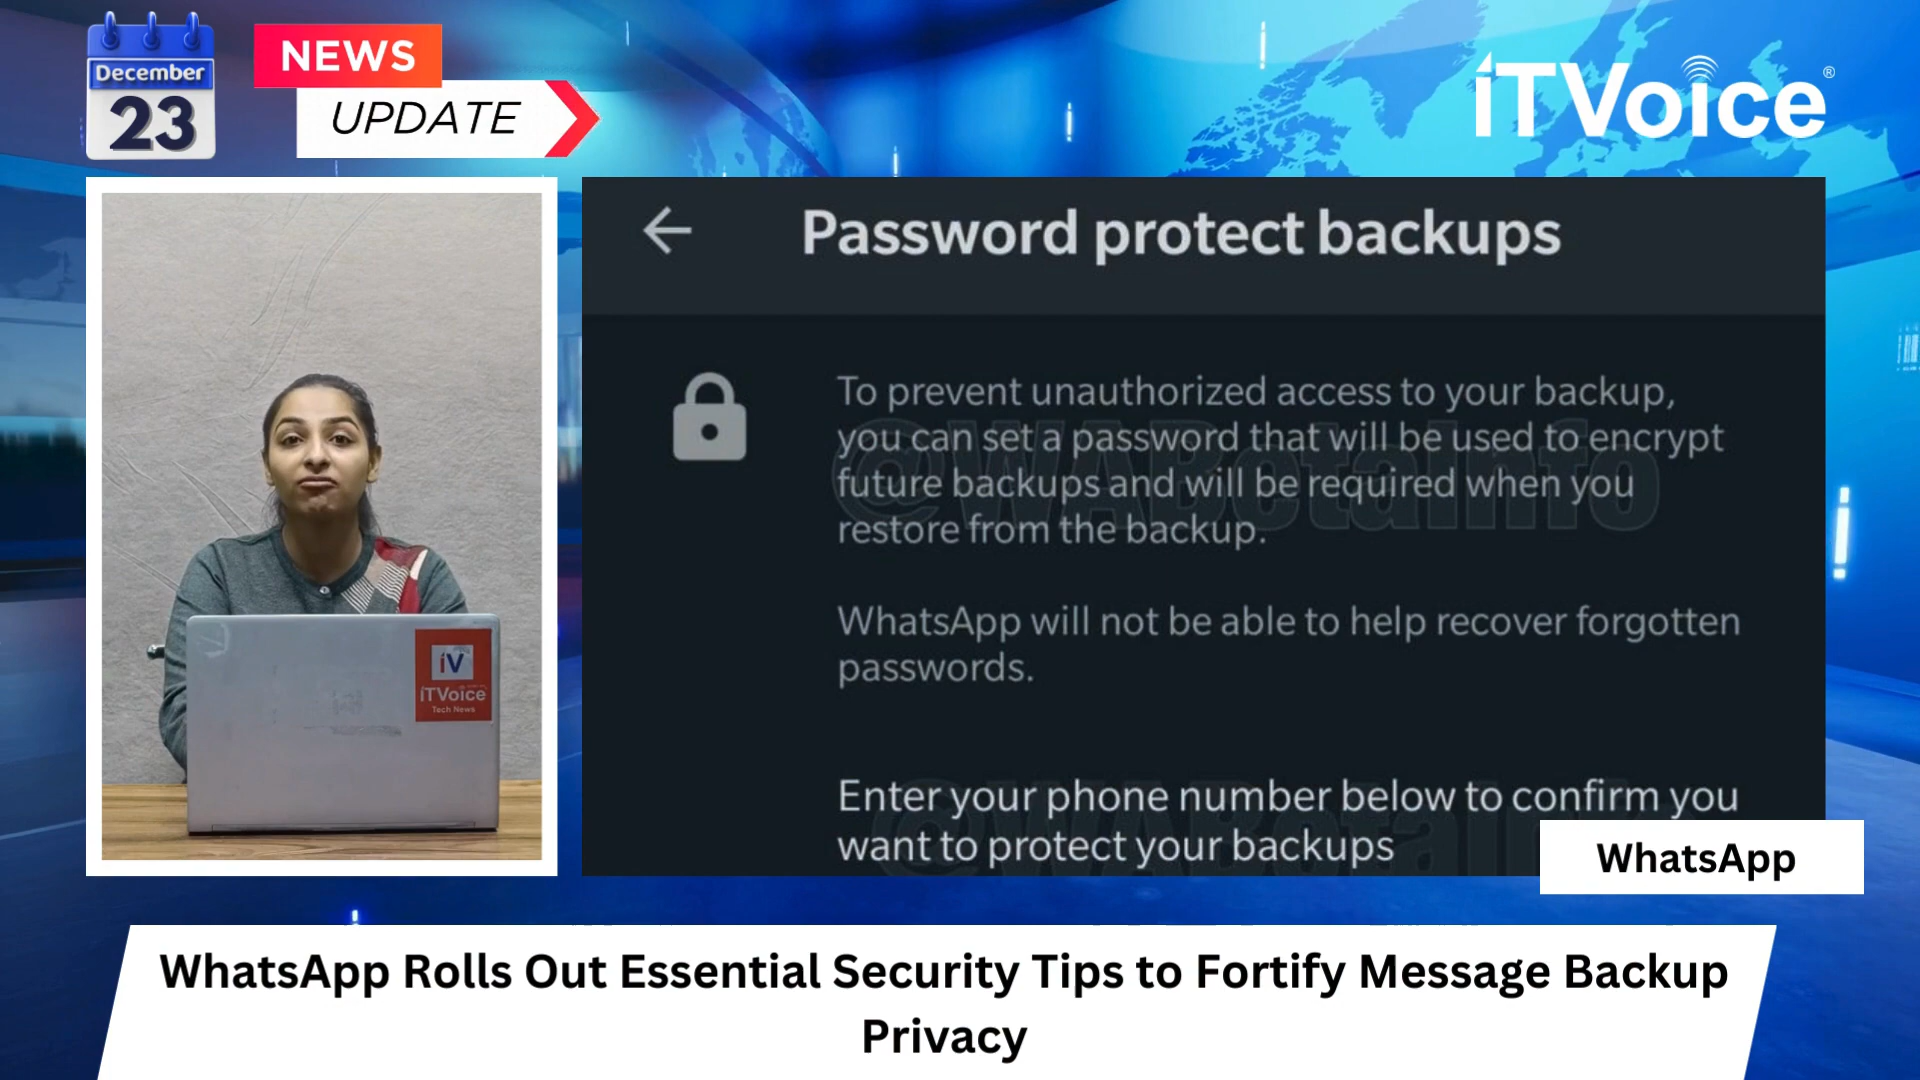 December
23
NEWS
UPDATE
iTVoice®
Password protect backups
To prevent unauthorized access to your backup,
you can set a password that will be used to encrypt
future backups and will be required when you
restore from the backup.
WhatsApp will not be able to help recover forgotten
passwords.
Enter your phone number below to confirm you
want to protect your backups
@WABetaInfo
iV
iTVoice
Tech News
WhatsApp
WhatsApp Rolls Out Essential Security Tips to Fortify Message Backup
Privacy